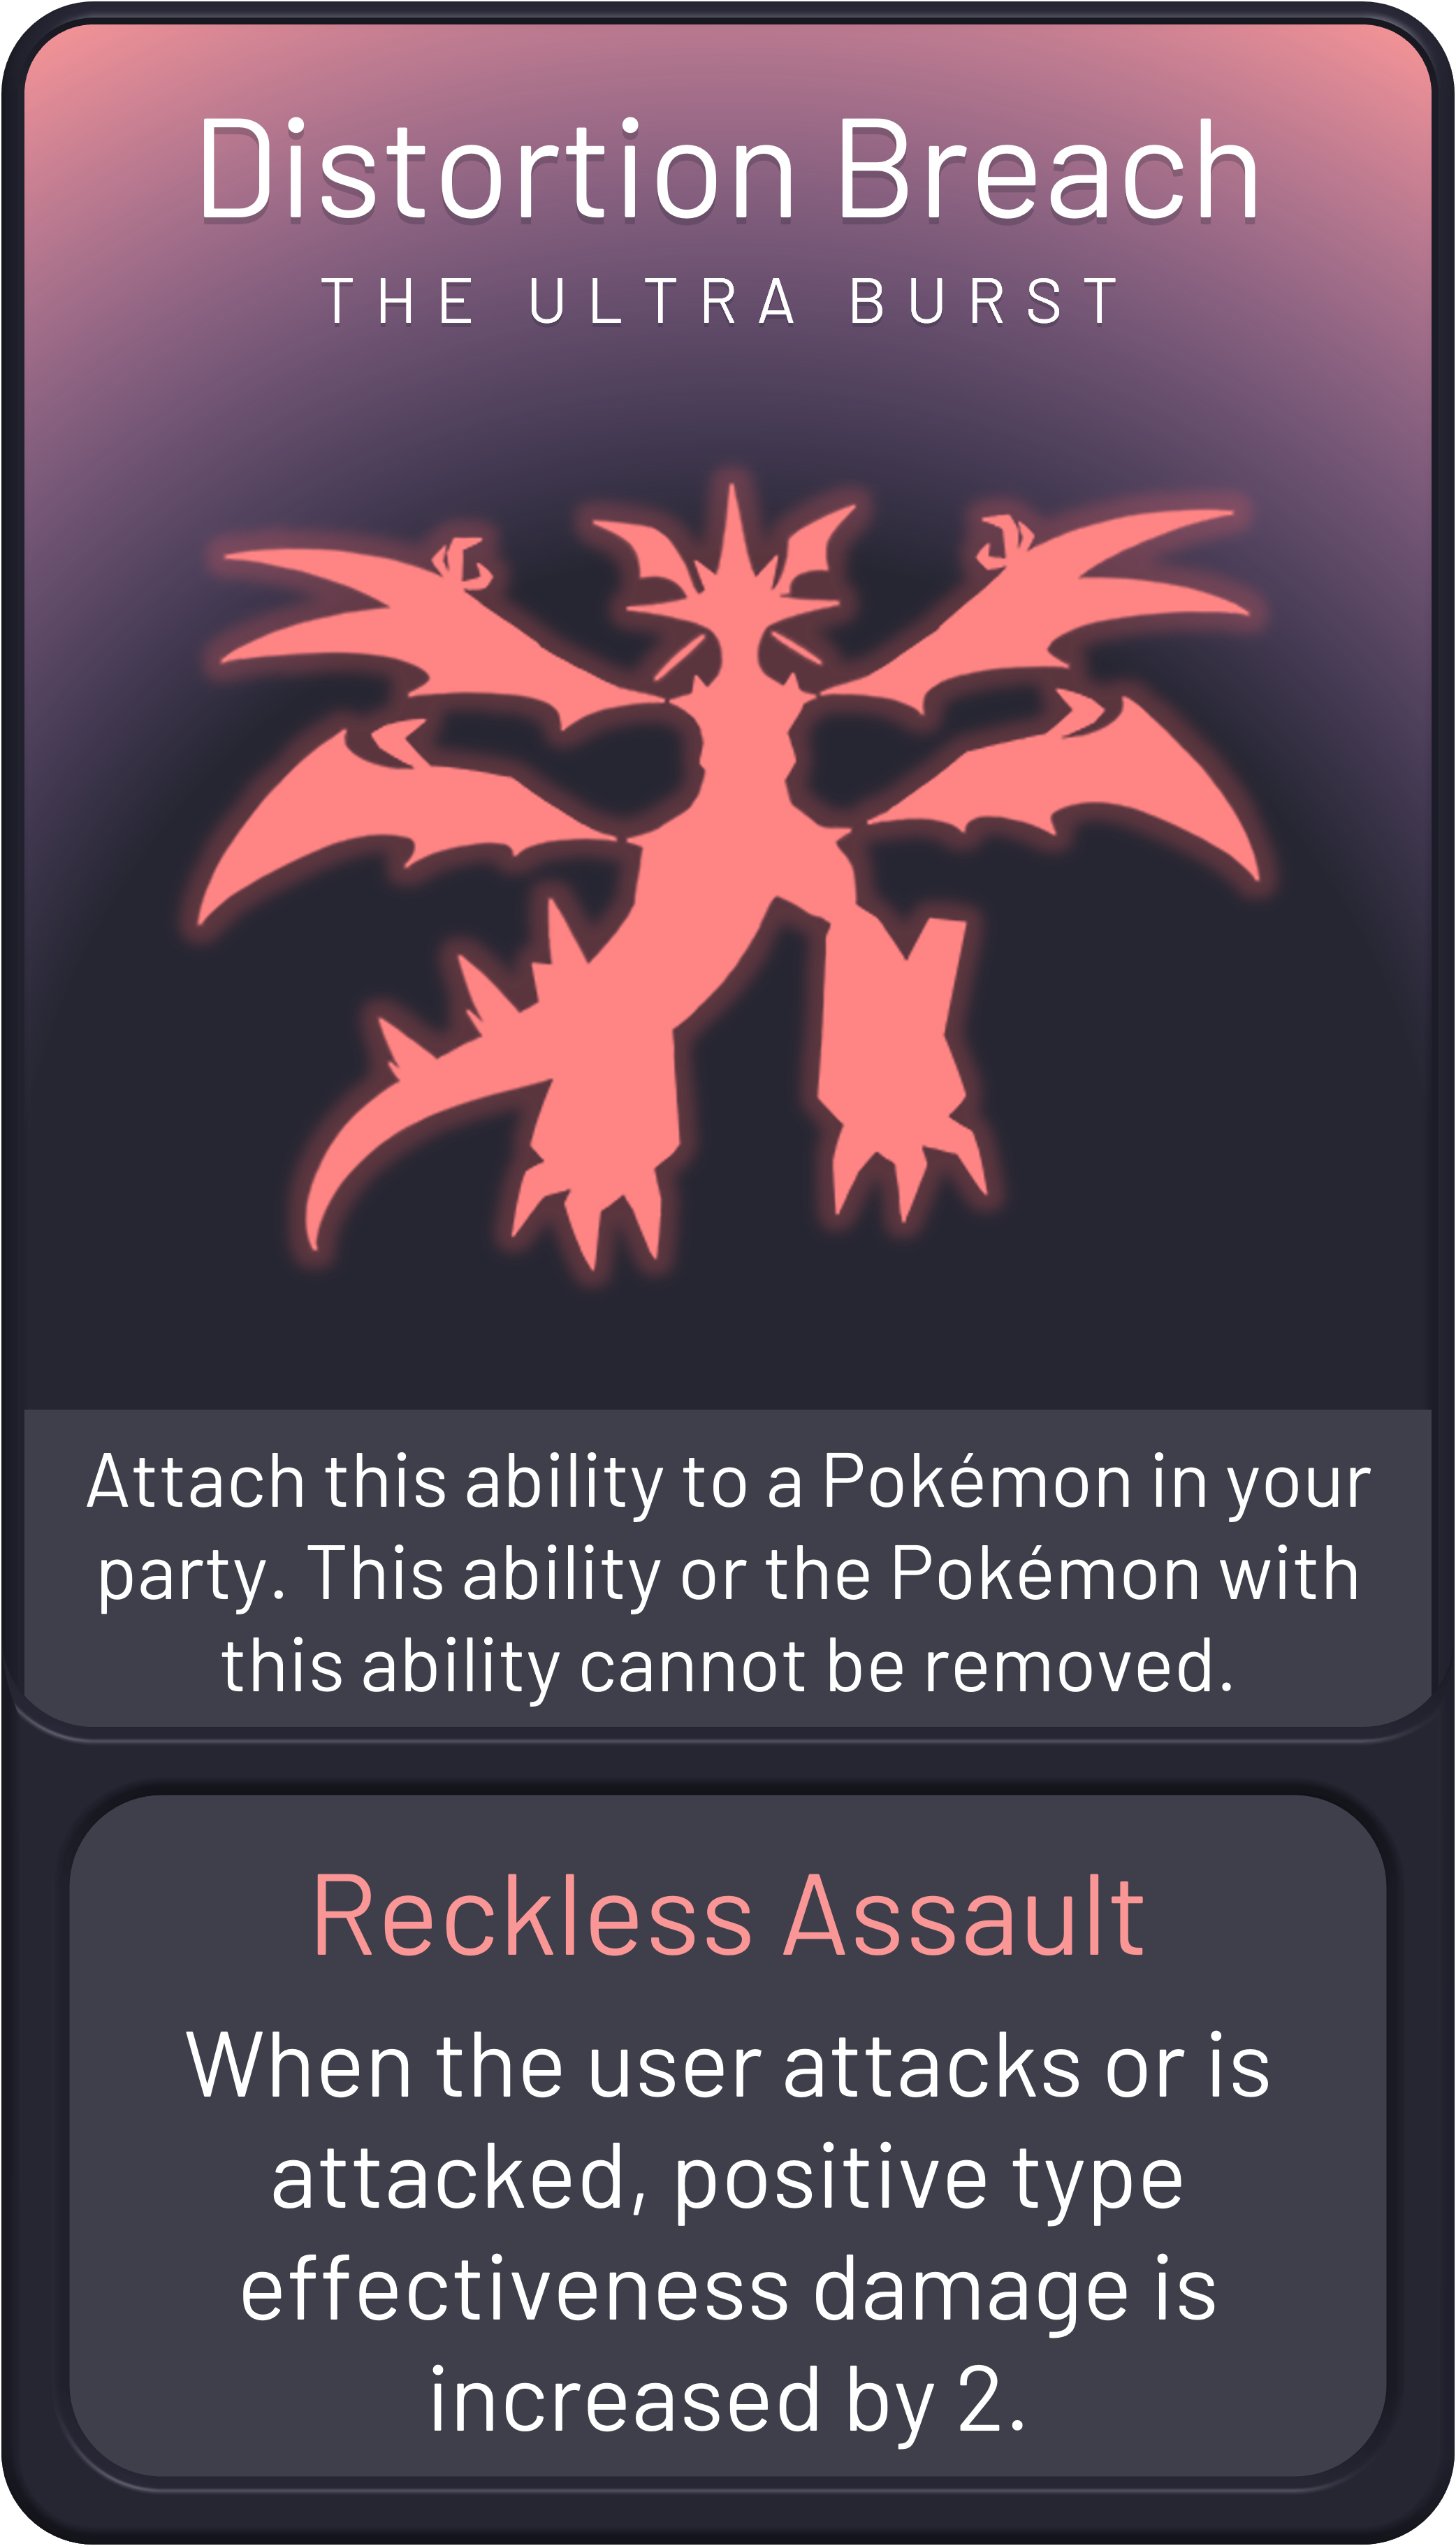 Distortion Breach
THE ULTRA BURST
Attach this ability to a Pokémon in your
party. This ability or the Pokémon with
this ability cannot be removed.
Reckless Assault
When the user attacks or is
attacked, positive type
effectiveness damage is
increased by 2.